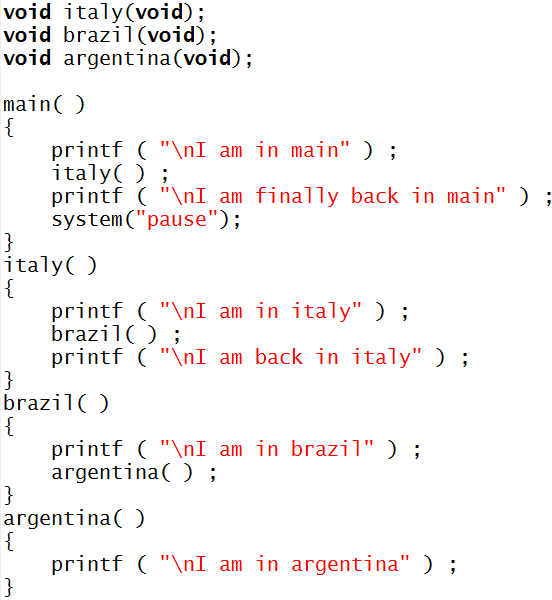 void italy(void);
void brazil(void);
void argentina(void);

main( )
{
    printf ( "\nI am in main" ) ;
    italy( ) ;
    printf ( "\nI am finally back in main" ) ;
    system("pause");
}
italy( )
{
    printf ( "\nI am in italy" ) ;
    brazil( ) ;
    printf ( "\nI am back in italy" ) ;
}
brazil( )
{
    printf ( "\nI am in brazil" ) ;
    argentina( ) ;
}
argentina( )
{
    printf ( "\nI am in argentina" ) ;
}